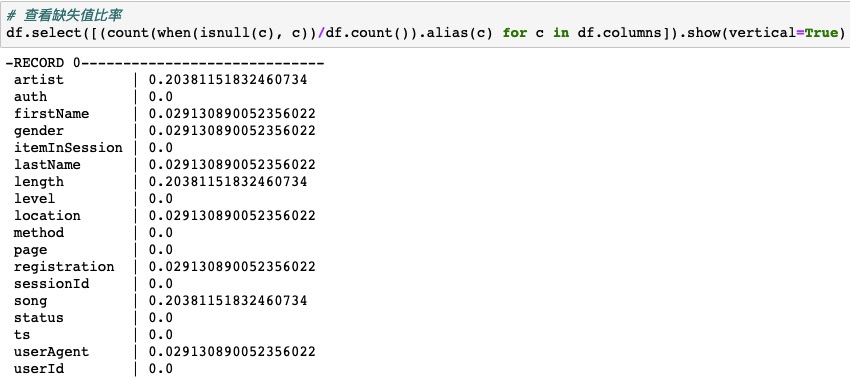 # 查看缺失值比率
df.select([(count(when(isnull(c), c))/df.count()).alias(c) for c in df.columns]).show(vertical=True)
-RECORD 0-----------------------------
 artist        | 0.20381151832460734
 auth          | 0.0
 firstName     | 0.029130890052356022
 gender        | 0.029130890052356022
 itemInSession | 0.0
 lastName      | 0.029130890052356022
 length        | 0.20381151832460734
 level         | 0.0
 location      | 0.029130890052356022
 method        | 0.0
 page          | 0.0
 registration  | 0.029130890052356022
 sessionId     | 0.0
 song          | 0.20381151832460734
 status        | 0.0
 ts            | 0.0
 userAgent     | 0.029130890052356022
 userId        | 0.0